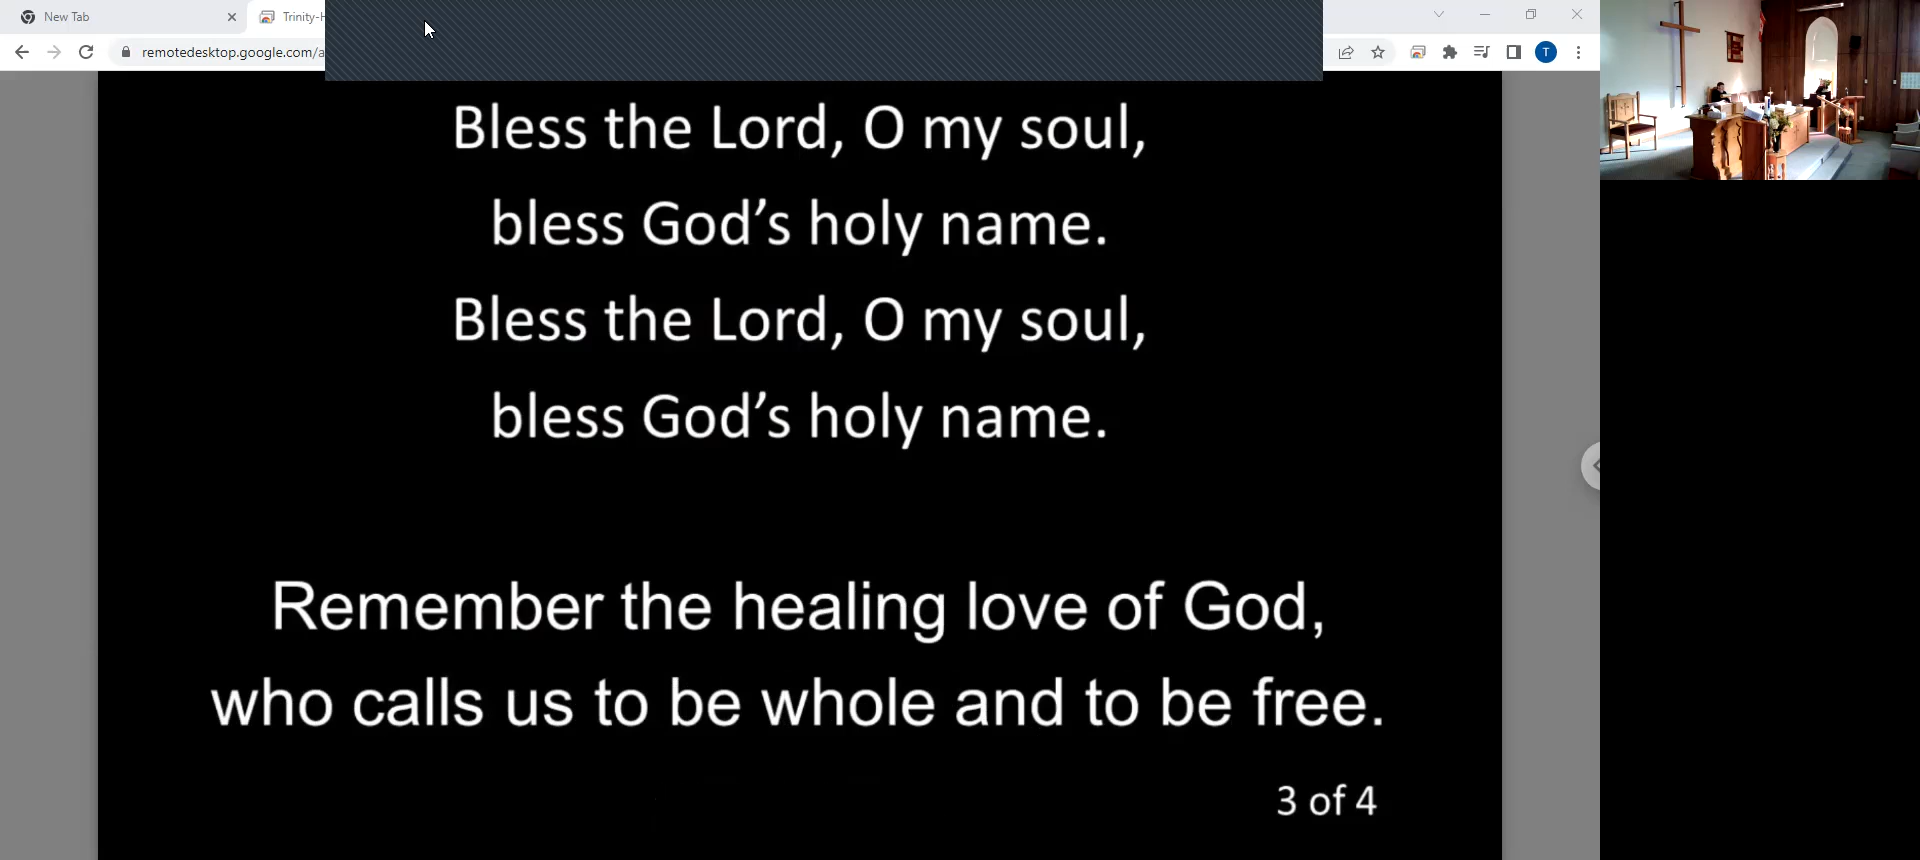 New Tab
Trinity-H
remotedesktop.google.com/a
T
Bless the Lord, O my soul,
bless God’s holy name.
Bless the Lord, O my soul,
bless God’s holy name.
Remember the healing love of God,
who calls us to be whole and to be free.
3 of 4